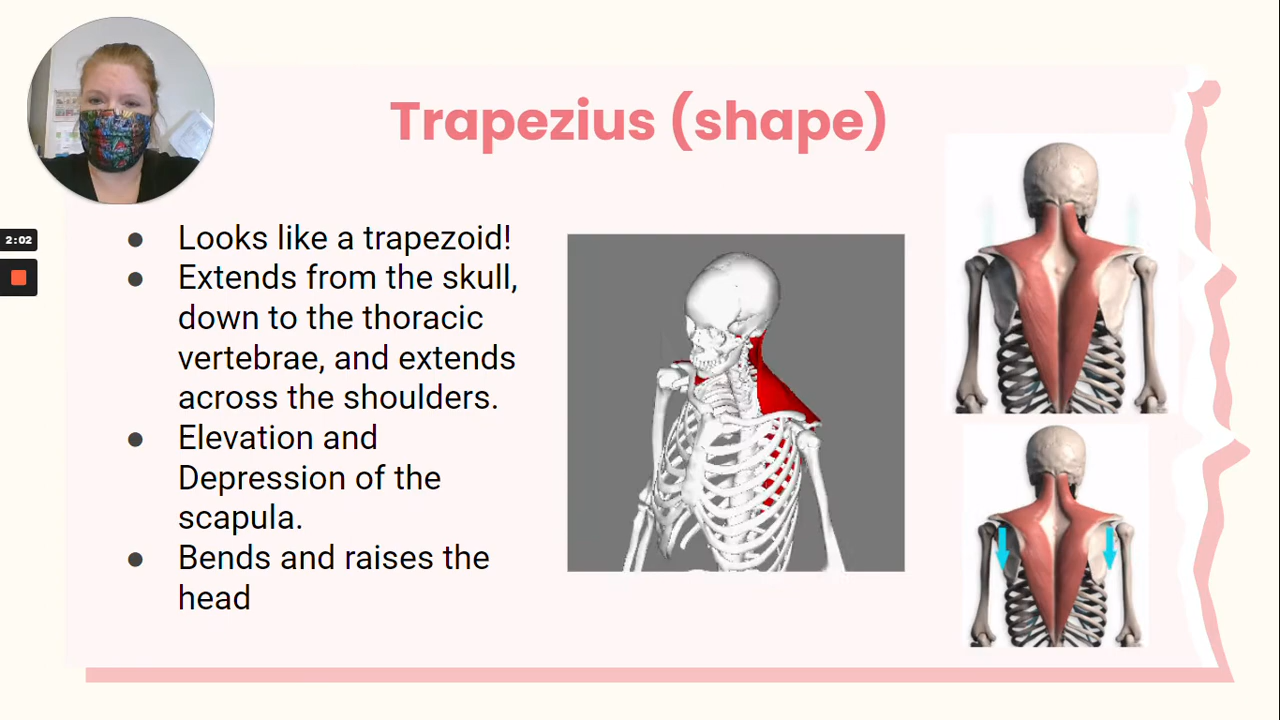 Trapezius (shape)
2:02
● Looks like a trapezoid!
● Extends from the skull,
down to the thoracic
vertebrae, and extends
across the shoulders.
● Elevation and
Depression of the
scapula.
● Bends and raises the
head